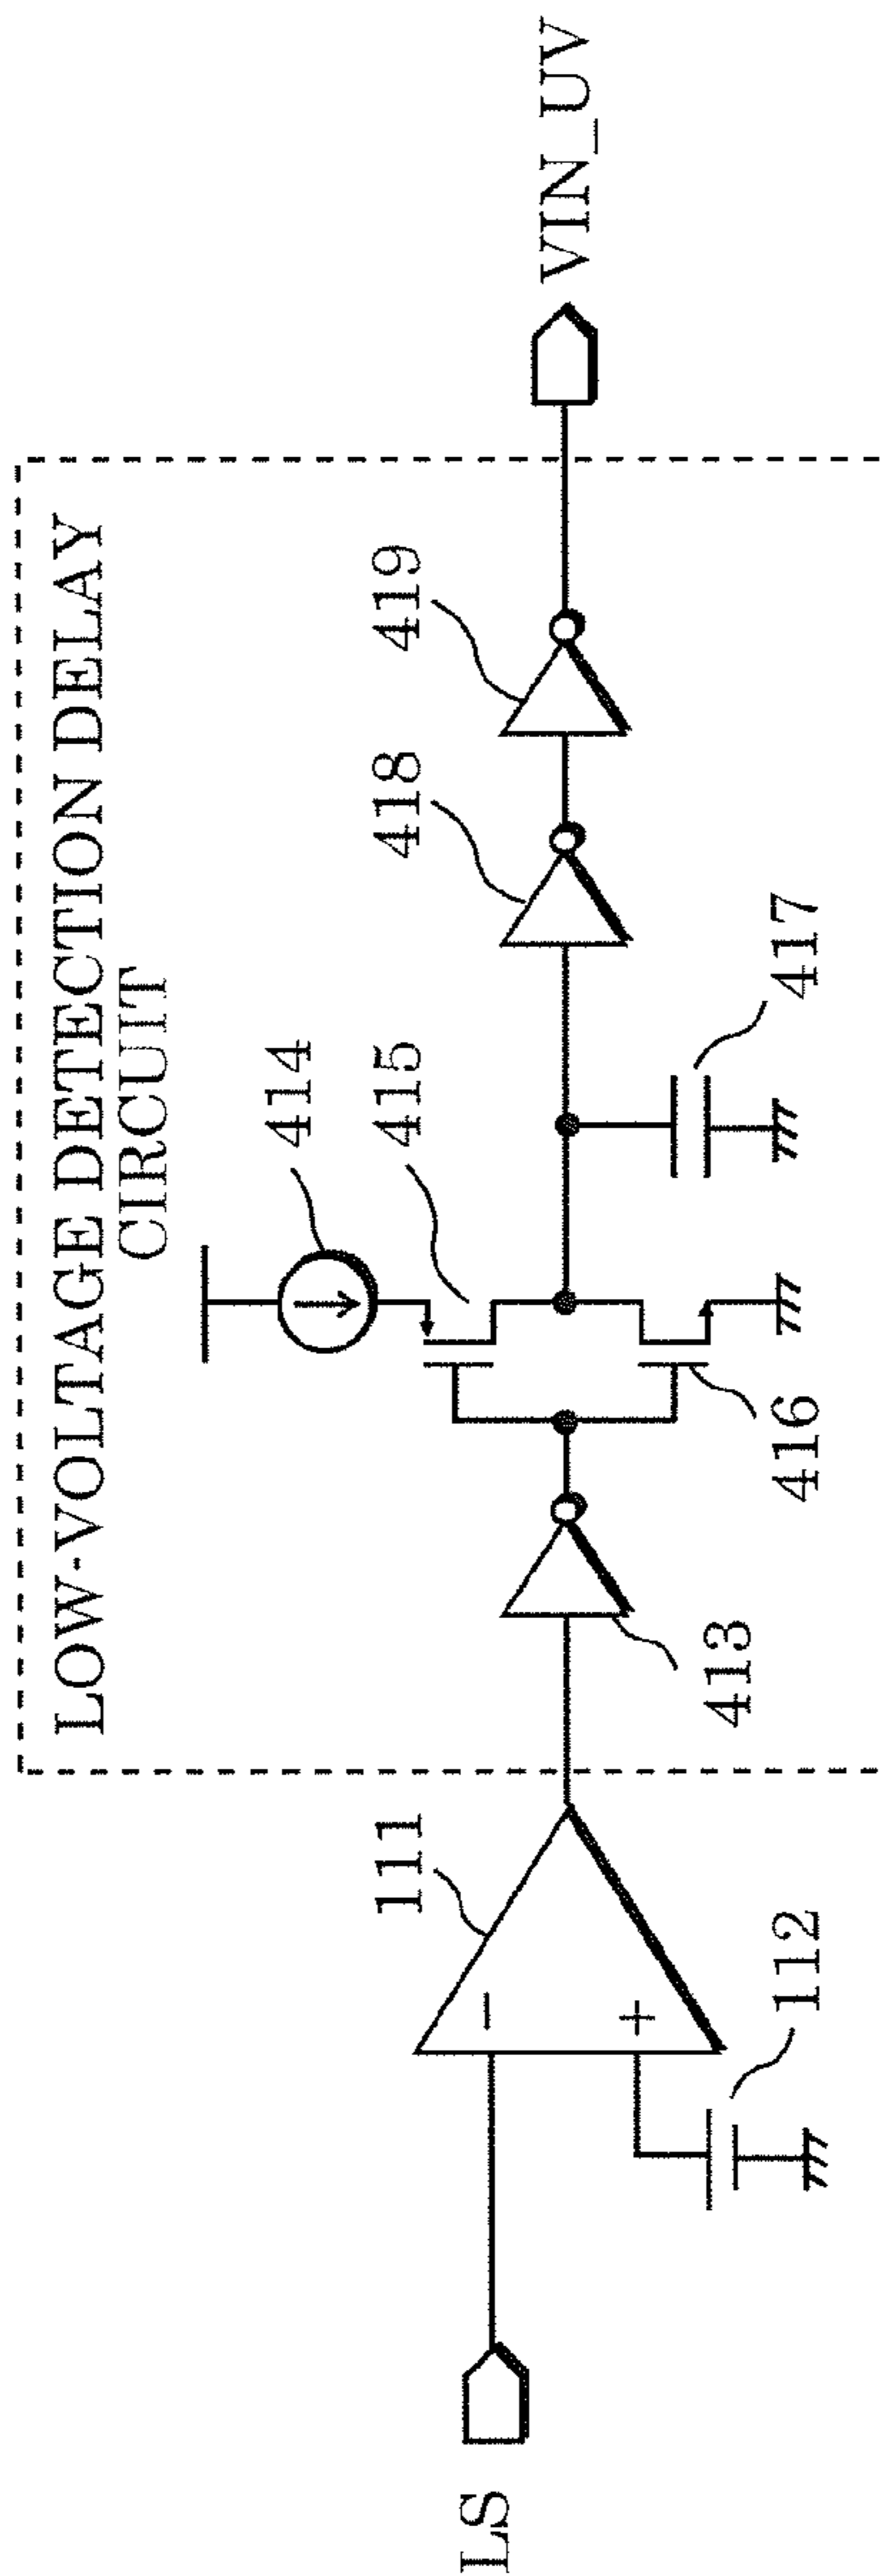 LOW-VOLTAGE DETECTION DELAY
CIRCUIT
414
415
418
419
111
VIN_UV
LS
-
+
112
413
416
417